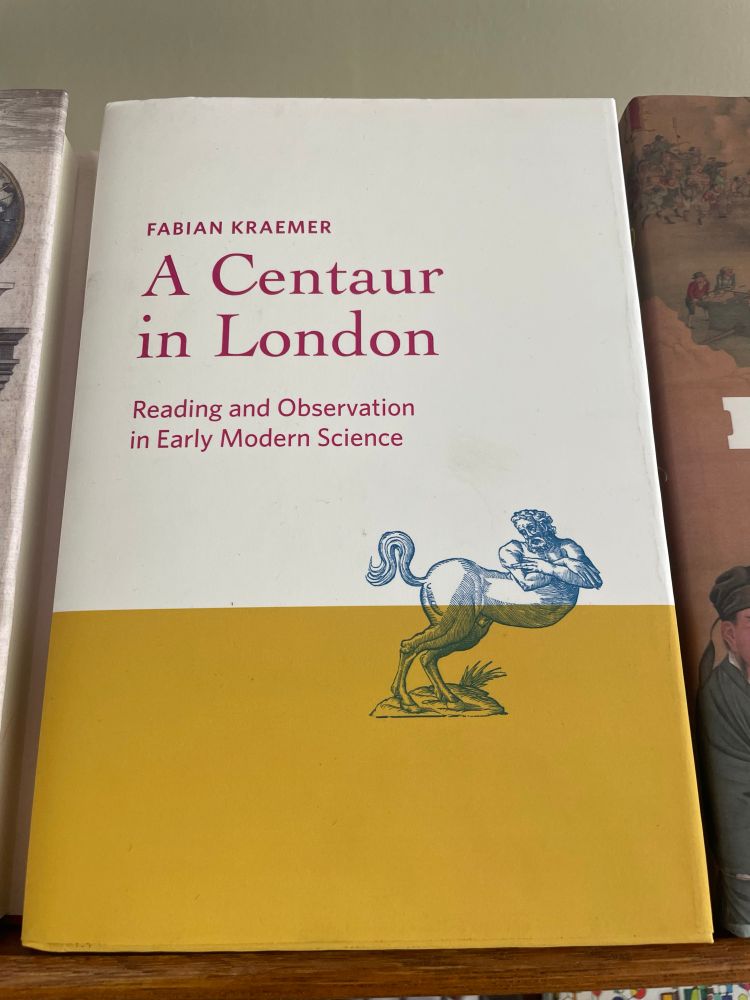 FABIAN KRAEMER
A Centaur
in London
Reading and Observation
in Early Modern Science